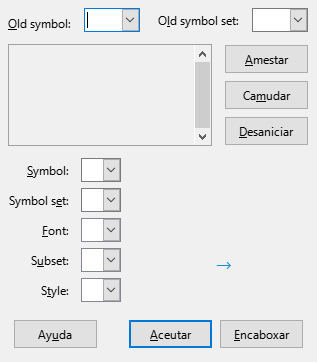 Old symbol: Old symbol set:
Amestar
Camudar
Desaniciar
Symbol:
Symbol set:
Font:
Subset:
→
Style:
Ayuda Aceutar Encaboxar